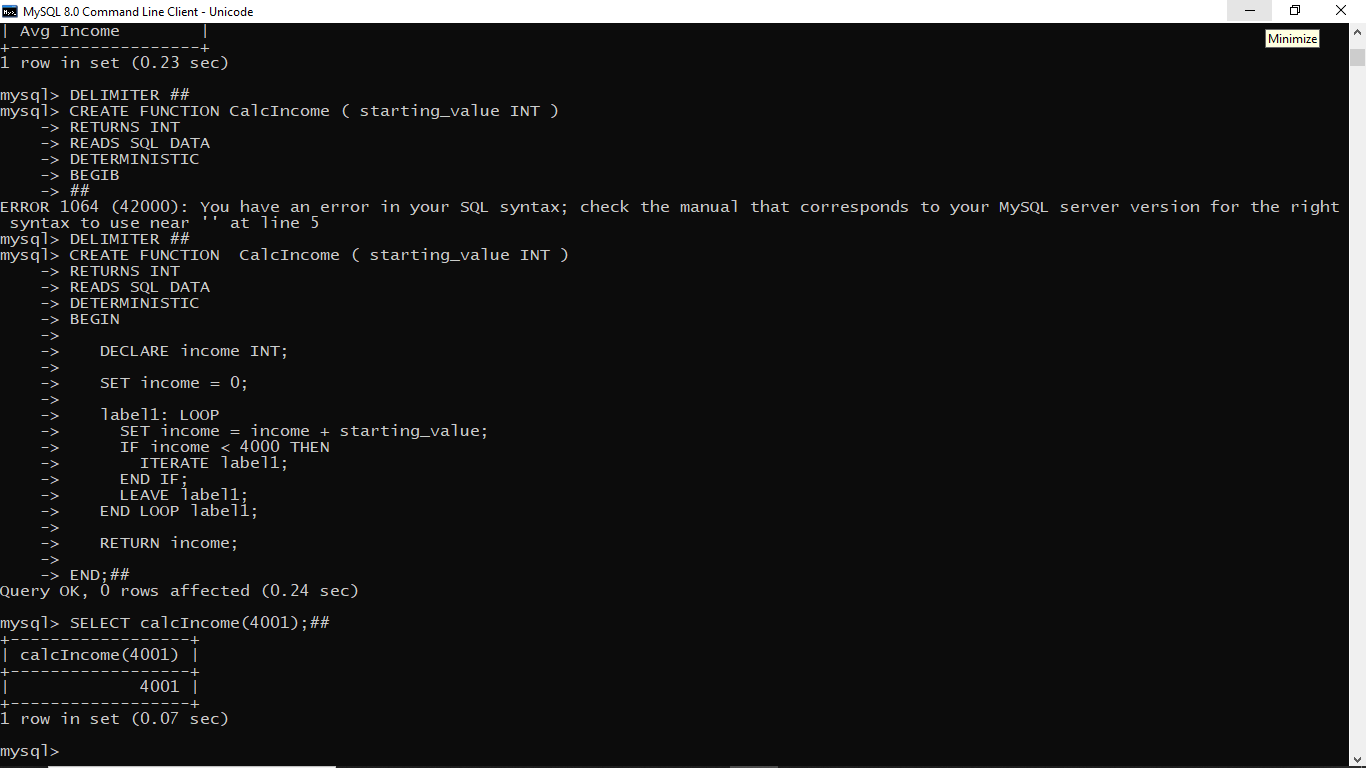 MySQL 8.0 Command Line Client - Unicode
Minimize
| Avg Income        |
+-------------------+
1 row in set (0.23 sec)
mysql> DELIMITER ##
mysql> CREATE FUNCTION CalcIncome ( starting_value INT )
    -> RETURNS INT
    -> READS SQL DATA
    -> DETERMINISTIC
    -> BEGIB
    -> ##
ERROR 1064 (42000): You have an error in your SQL syntax; check the manual that corresponds to your MySQL server version for the right
 syntax to use near '' at line 5
mysql> DELIMITER ##
mysql> CREATE FUNCTION  CalcIncome ( starting_value INT )
    -> RETURNS INT
    -> READS SQL DATA
    -> DETERMINISTIC
    -> BEGIN
    ->
    ->    DECLARE income INT;
    ->
    ->    SET income = 0;
    ->
    ->    label1: LOOP
    ->      SET income = income + starting_value;
    ->      IF income < 4000 THEN
    ->        ITERATE label1;
    ->      END IF;
    ->      LEAVE label1;
    ->    END LOOP label1;
    ->
    ->    RETURN income;
    ->
    -> END;##
Query OK, 0 rows affected (0.24 sec)
mysql> SELECT calcIncome(4001);##
+------------------+
| calcIncome(4001) |
+------------------+
|             4001 |
+------------------+
1 row in set (0.07 sec)
mysql>